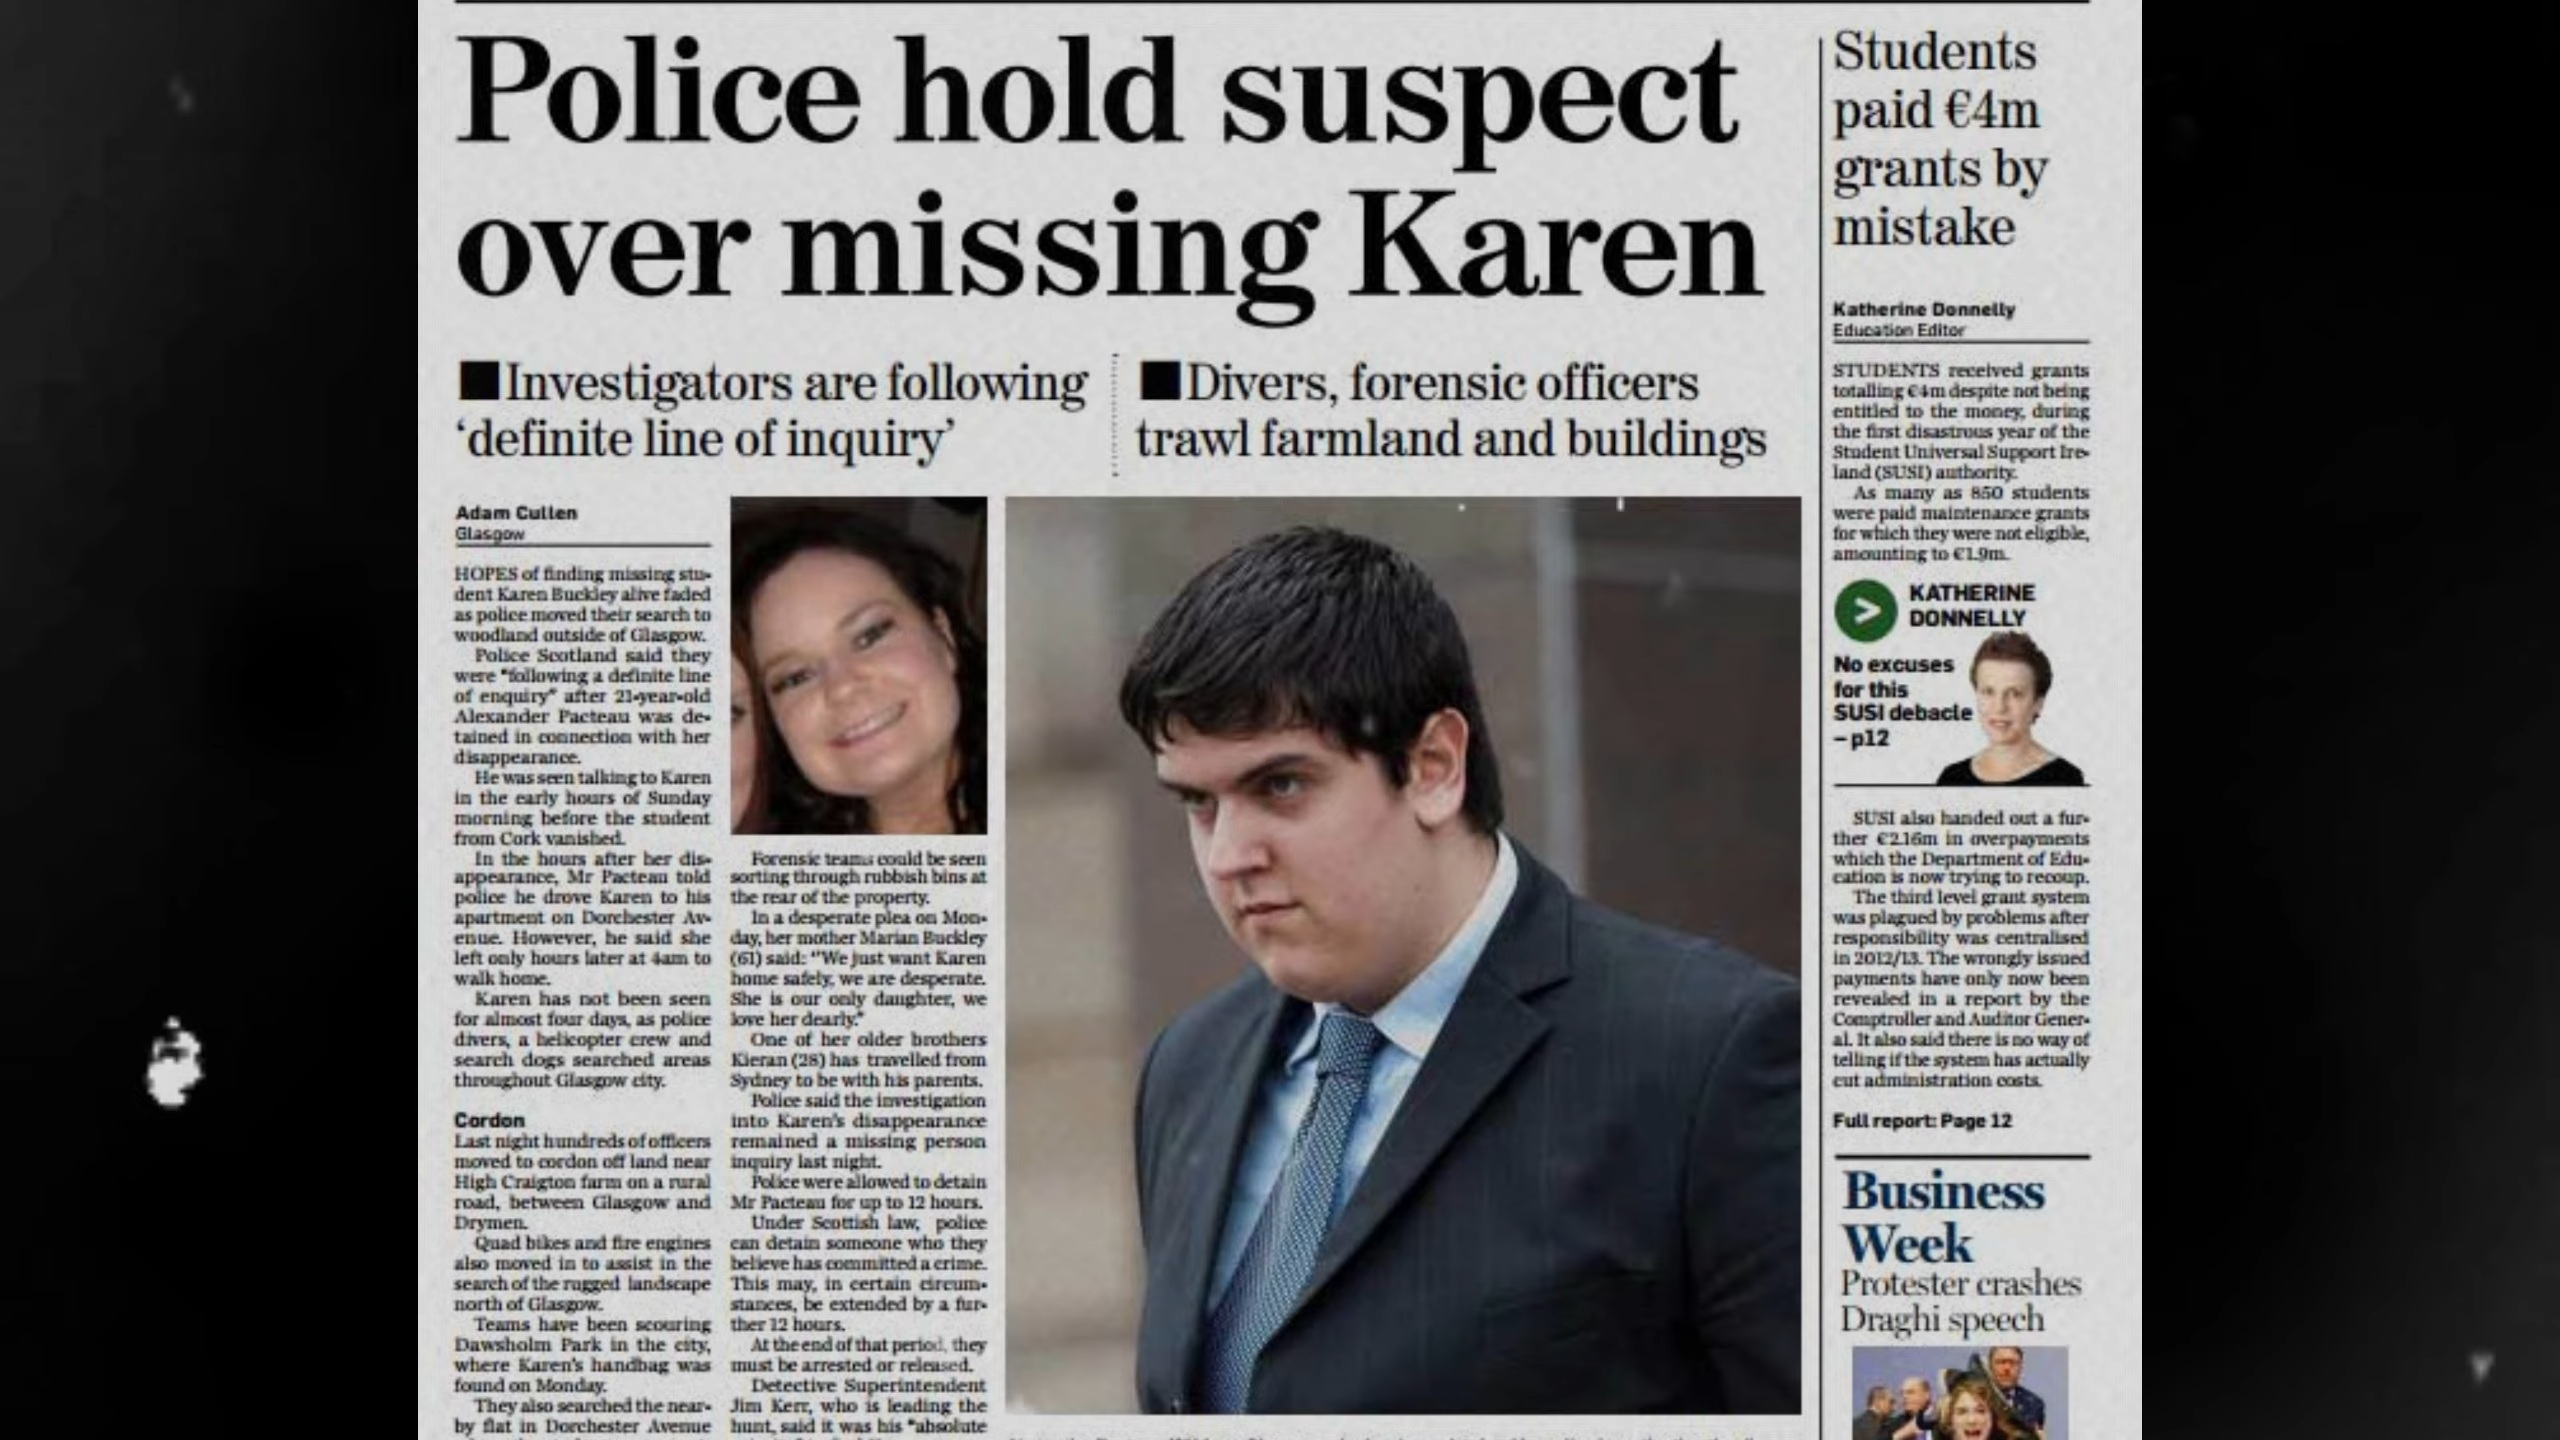 Police hold suspect
over missing Karen
■Investigators are following
‘definite line of inquiry’
■Divers, forensic officers
trawl farmland and buildings
Adam Cullen
Glasgow
HOPES of finding missing stu-
dent Karen Buckley alive faded
as police moved their search to
woodland outside of Glasgow.
Police Scotland said they
were "following a definite line
of enquiry" after 21-year-old
Alexander Pacteau was de-
tained in connection with her
disappearance.
He was seen talking to Karen
in the early hours of Sunday
morning before the student
from Cork vanished.
In the hours after her dis-
appearance, Mr Pacteau told
police he drove Karen to his
apartment on Dorchester Av-
enue. However, he said she
left only hours later at 4am to
walk home.
Karen has not been seen
for almost four days, as police
divers, a helicopter crew and
search dogs searched areas
throughout Glasgow city.
Cordon
Last night hundreds of officers
moved to cordon off land near
High Craigton farm on a rural
road, between Glasgow and
Drymen.
Quad bikes and fire engines
also moved in to assist in the
search of the rugged landscape
north of Glasgow.
Teams have been scouring
Dawsholm Park in the city,
where Karen's handbag was
found on Monday.
They also searched the near-
by flat in Dorchester Avenue
Forensic teams could be seen
sorting through rubbish bins at
the rear of the property.
In a desperate plea on Mon-
day, her mother Marian Buckley
(61) said: "We just want Karen
home safely, we are desperate.
She is our only daughter, we
love her dearly."
One of her older brothers
Kieran (28) has travelled from
Sydney to be with his parents.
Police said the investigation
into Karen's disappearance
remained a missing person
inquiry last night.
Police were allowed to detain
Mr Pacteau for up to 12 hours.
Under Scottish law, police
can detain someone who they
believe has committed a crime.
This may, in certain circum-
stances, be extended by a fur-
ther 12 hours.
At the end of that period, they
must be arrested or released.
Detective Superintendent
Jim Kerr, who is leading the
hunt, said it was his "absolute
Students
paid €4m
grants by
mistake
Katherine Donnelly
Education Editor
STUDENTS received grants
totalling €4m despite not being
entitled to the money, during
the first disastrous year of the
Student Universal Support Ire-
land (SUSI) authority.
As many as 850 students
were paid maintenance grants
for which they were not eligible,
amounting to €1.9m.
> KATHERINE
DONNELLY
No excuses
for this
SUSI debacle
– p12
SUSI also handed out a fur-
ther €2.16m in overpayments
which the Department of Edu-
cation is now trying to recoup.
The third level grant system
was plagued by problems after
responsibility was centralised
in 2012/13. The wrongly issued
payments have only now been
revealed in a report by the
Comptroller and Auditor Gener-
al. It also said there is no way of
telling if the system has actually
cut administration costs.
Full report: Page 12
Business
Week
Protester crashes
Draghi speech